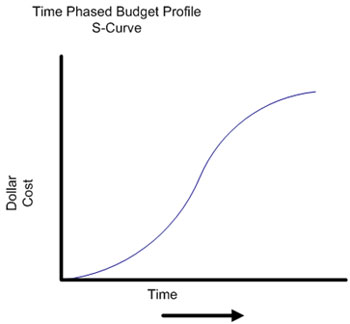 Time Phased Budget Profile
S-Curve
Dollar
Cost
Time